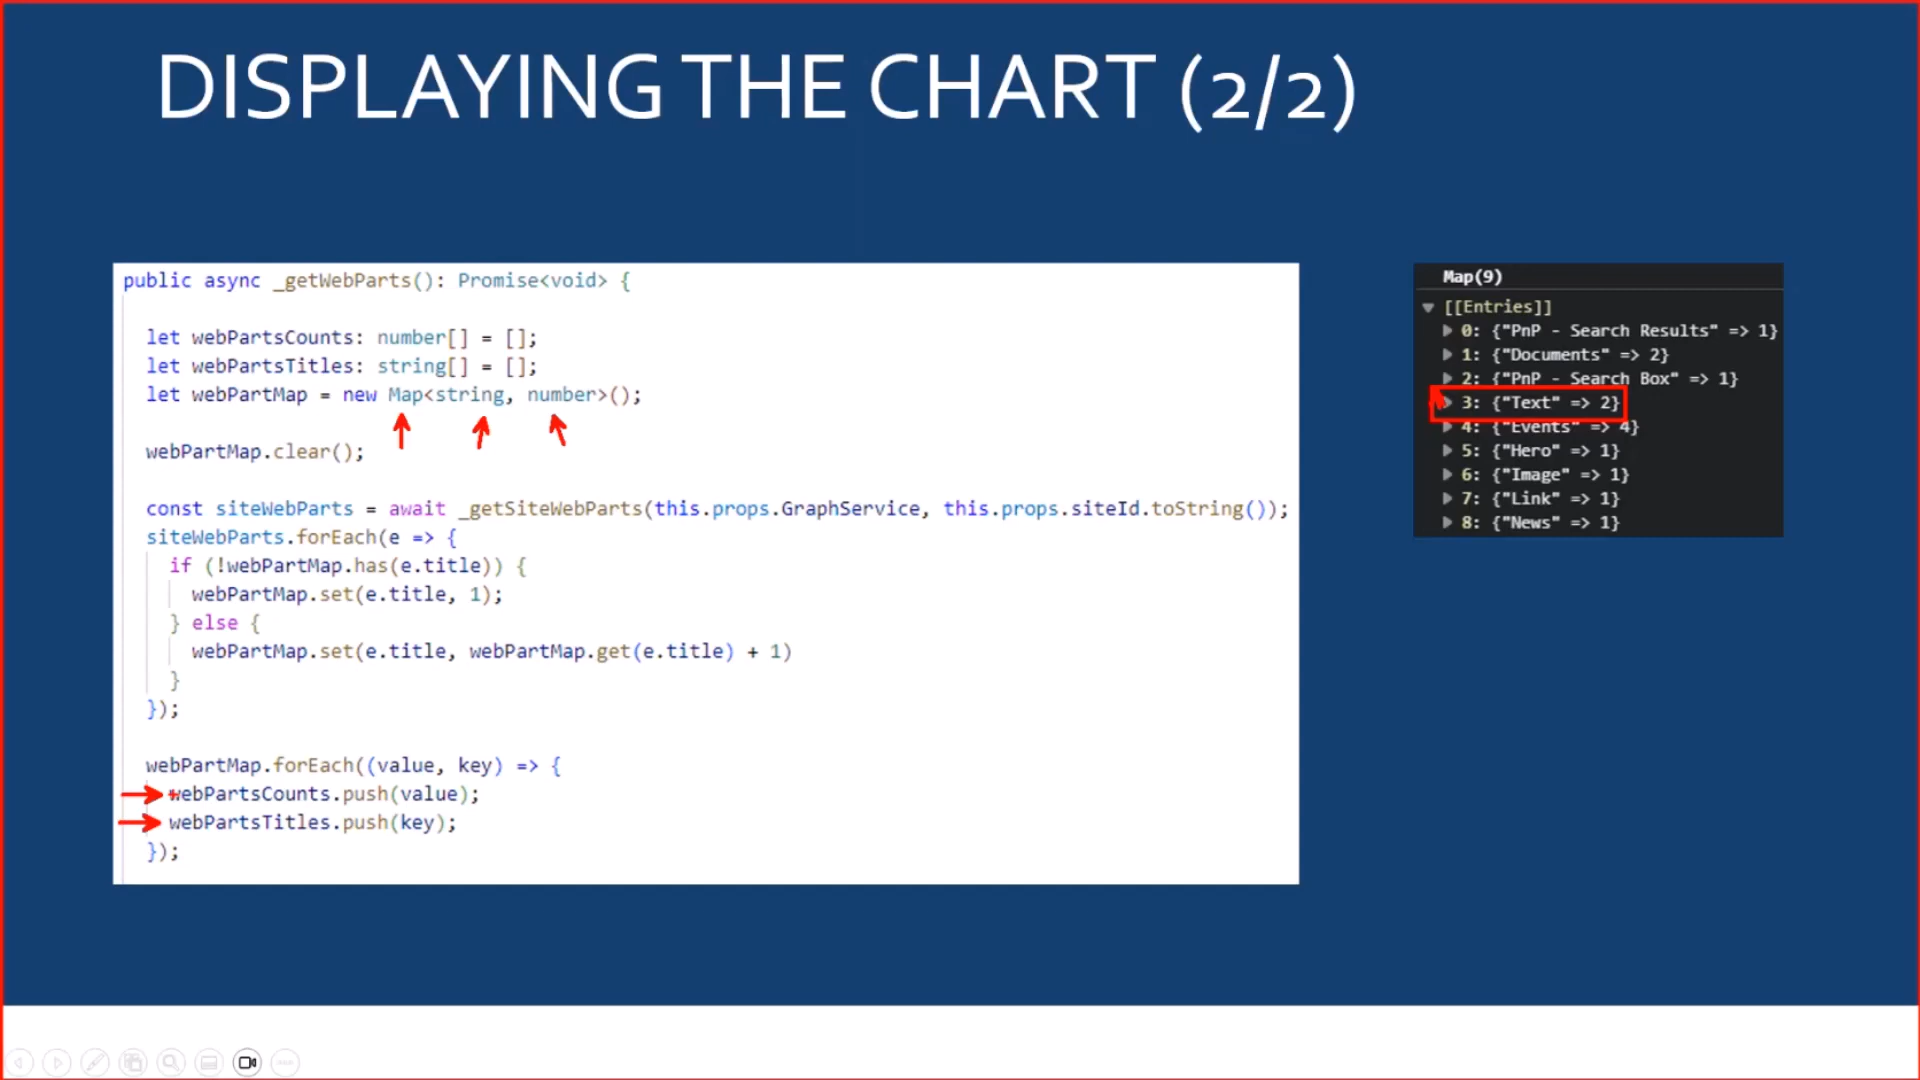 DISPLAYING THE CHART (2/2)
public async _getWebParts(): Promise<void> {
let webPartsCounts: number[] = [];
let webPartsTitles: string[] = [];
let webPartMap = new Map<string, number>();
webPartMap.clear();
const siteWebParts = await _getSiteWebParts(this.props.GraphService, this.props.siteId.toString());
siteWebParts.forEach(e => {
if (!webPartMap.has(e.title)) {
webPartMap.set(e.title, 1);
} else {
webPartMap.set(e.title, webPartMap.get(e.title) + 1)
}
});
webPartMap.forEach((value, key) => {
webPartsCounts.push(value);
webPartsTitles.push(key);
});
Map(9)
[[Entries]]
0: {"PnP - Search Results" => 1}
1: {"Documents" => 2}
2: {"PnP - Search Box" => 1}
3: {"Text" => 2}
4: {"Events" => 4}
5: {"Hero" => 1}
6: {"Image" => 1}
7: {"Link" => 1}
8: {"News" => 1}